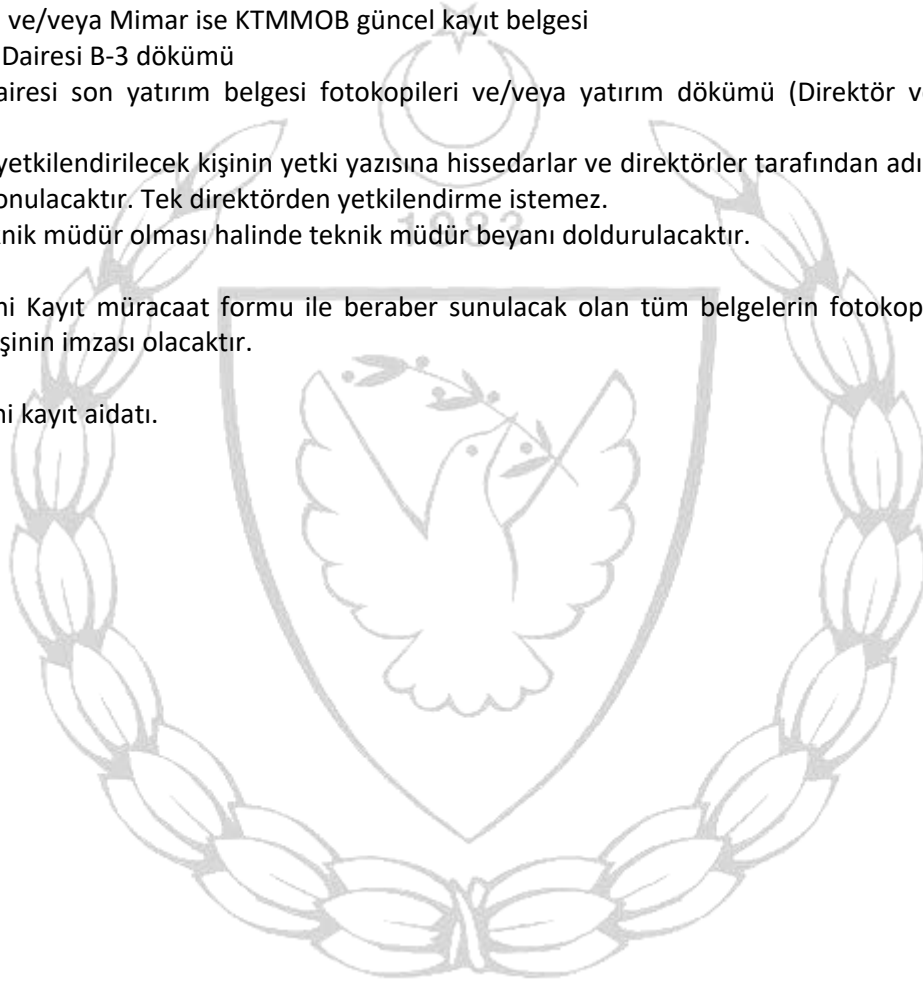 ve/veya Mimar ise KTMMOB güncel kayıt belgesi
Dairesi B-3 dökümü
airesi son yatırım belgesi fotokopileri ve/veya yatırım dökümü (Direktör v
yetkilendirilecek kişinin yetki yazısına hissedarlar ve direktörler tarafından adı
onulacaktır. Tek direktörden yetkilendirme istemez.
1983
knik müdür olması halinde teknik müdür beyanı doldurulacaktır.
ni Kayıt müracaat formu ile beraber sunulacak olan tüm belgelerin fotokop
şinin imzası olacaktır.
ni kayıt aidatı.